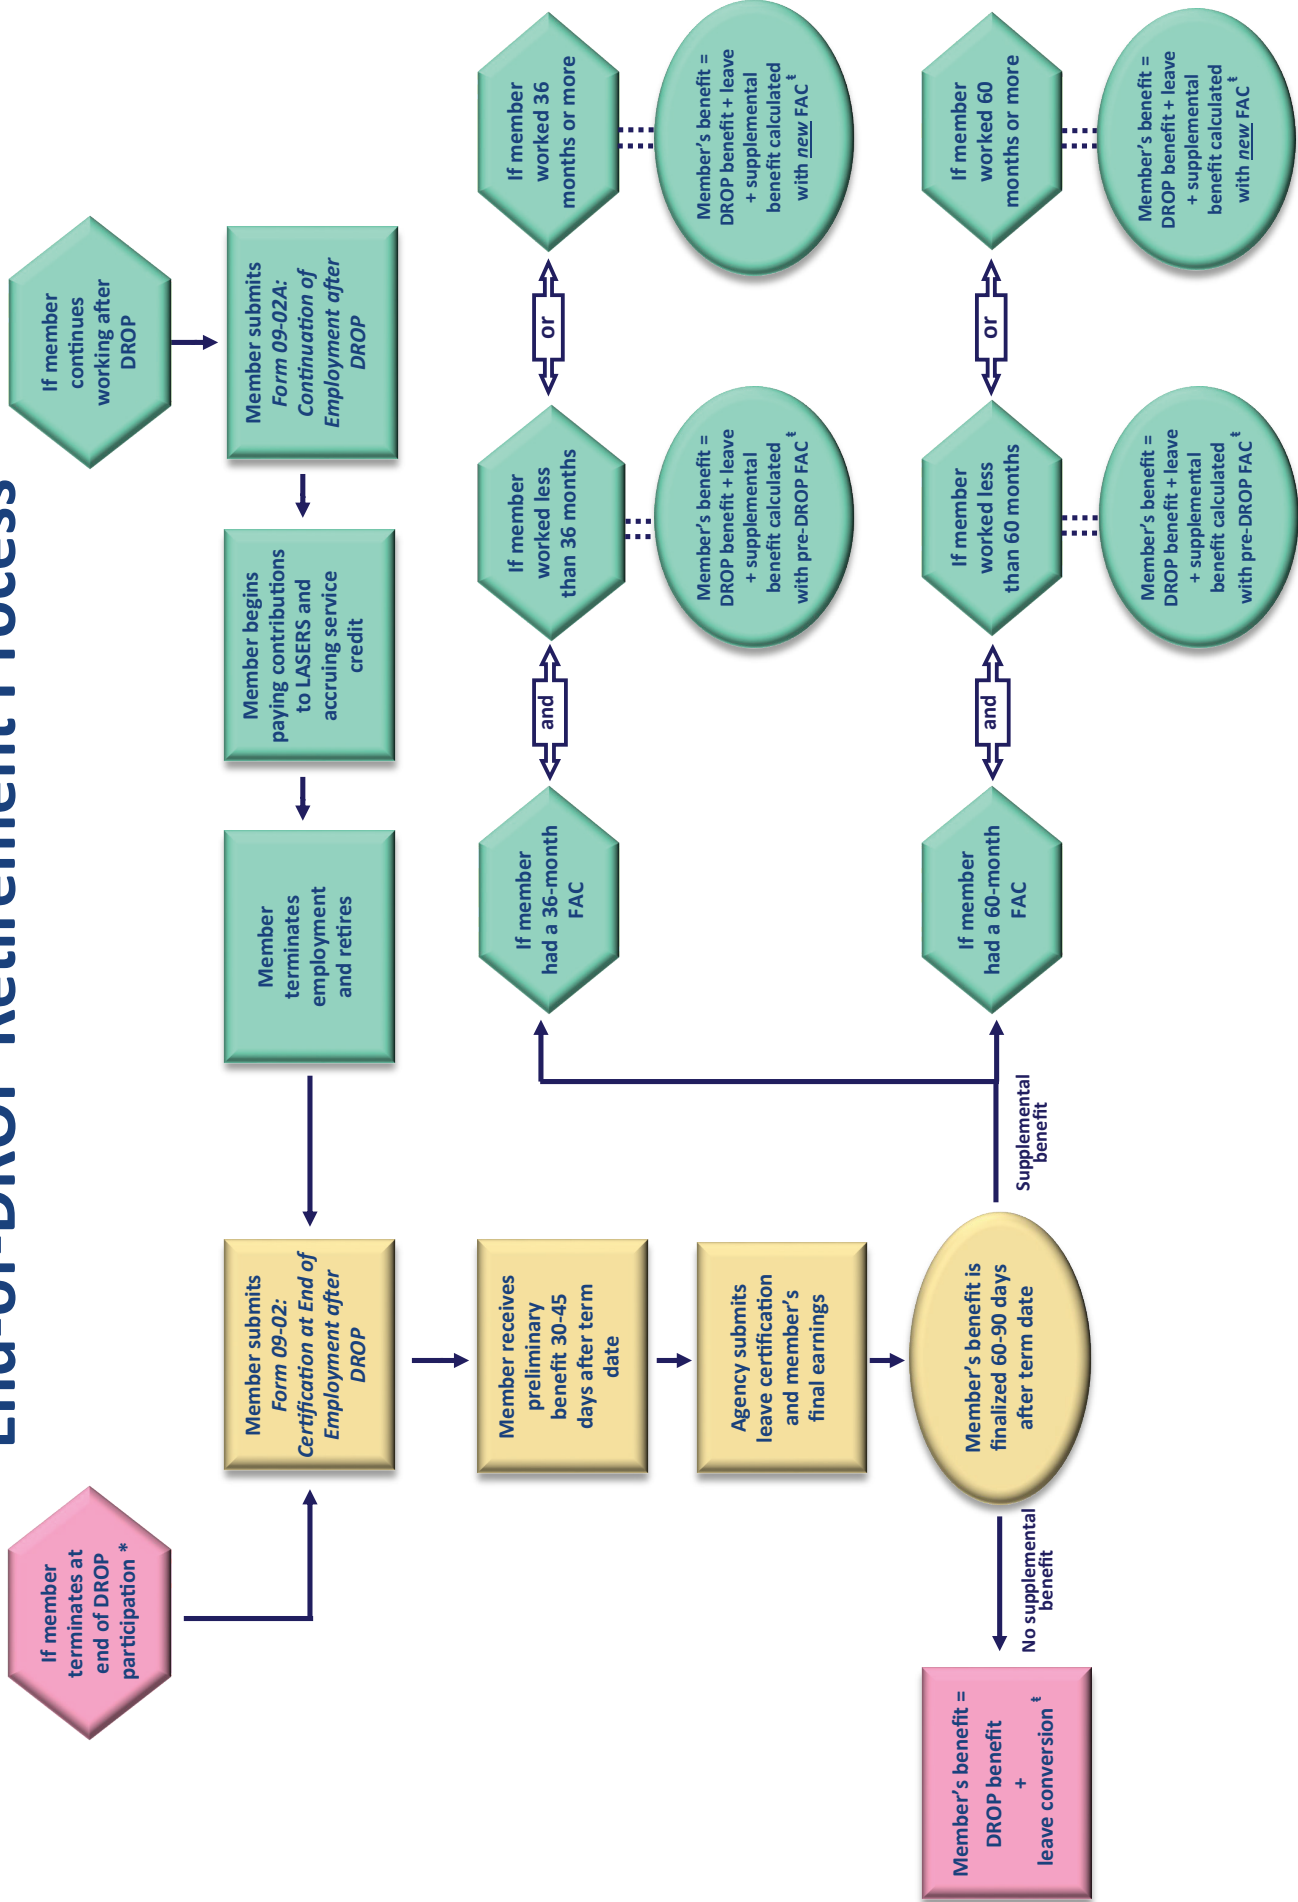 End-of-DROP Retirement Process
If member
terminates at
end of DROP
participation *
If member
continues
working after
DROP
Member submits
Form 09-02:
Certification at End of
Employment after
DROP
Member
terminates
employment
and retires
Member begins
paying contributions
to LASERS and
accruing service
credit
Member submits
Form 09-02A:
Continuation of
Employment after
DROP
Member receives
preliminary
benefit 30-45
days after term
date
Agency submits
leave certification
and member’s
final earnings
Member’s benefit is
finalized 60-90 days
after term date
No supplemental
benefit
Supplemental
benefit
Member’s benefit =
DROP benefit
+
leave conversion ŧ
If member
had a 36-month
FAC
and
If member
worked less
than 36 months
or
If member
worked 36
months or more
Member’s benefit =
DROP benefit + leave
+ supplemental
benefit calculated
with pre-DROP FAC ŧ
Member’s benefit =
DROP benefit + leave
+ supplemental
benefit calculated
with new FAC ŧ
If member
had a 60-month
FAC
and
If member
worked less
than 60 months
or
If member
worked 60
months or more
Member’s benefit =
DROP benefit + leave
+ supplemental
benefit calculated
with pre-DROP FAC ŧ
Member’s benefit =
DROP benefit + leave
+ supplemental
benefit calculated
with new FAC ŧ